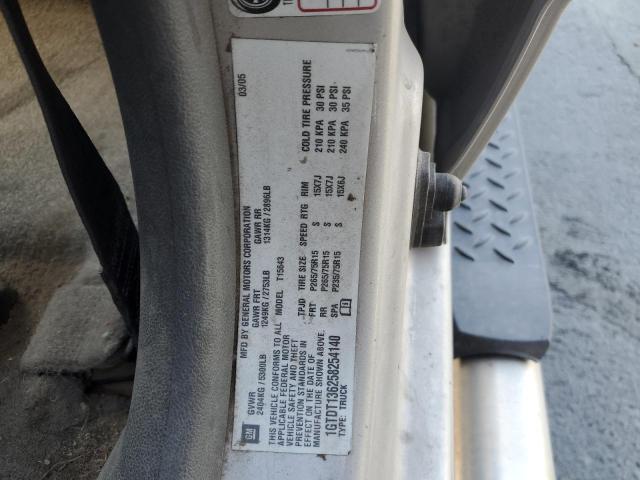 MFD BY GENERAL MOTORS CORPORATION
03/05
GVWR GAWR FRT GAWR RR
2404KG/5300LB 1249KG/2753LB 1314KG/2896LB
THIS VEHICLE CONFORMS TO ALL
APPLICABLE FEDERAL MOTOR
VEHICLE SAFETY AND THEFT
PREVENTION STANDARDS IN
EFFECT ON THE DATE OF
MANUFACTURE SHOWN ABOVE.
1GTDT136258254140
TYPE: TRUCK
MODEL T15643
TPJD TIRE SIZE SPEED RTG RIM COLD TIRE PRESSURE
FRT P265/75R15 S 15X7J 210 KPA 30 PSI
RR P265/75R15 S 15X7J 210 KPA 30 PSI
SPA P235/75R15 15X6J 240 KPA 35 PSI
GM